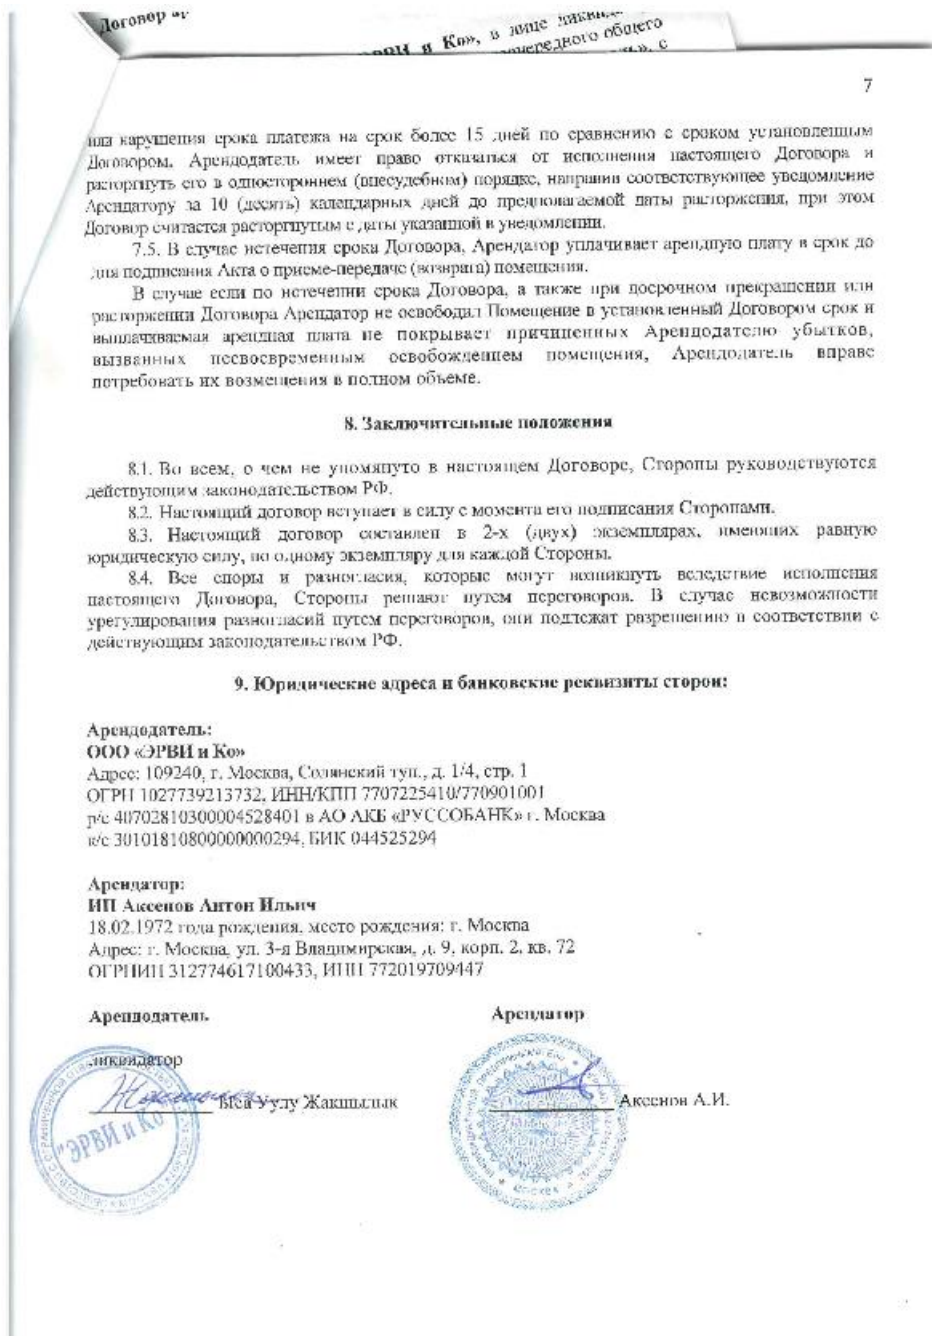 Договор ар
ЭРВИ и Ко», в лице ликвид
очередного общего
», с
7
или нарушения срока платежа на срок более 15 дней по сравнению с сроком установленным
Договором. Арендодатель имеет право отказаться от исполнения настоящего Договора и
расторгнуть его в одностороннем (внесудебном) порядке, направив соответствующее уведомление
Арендатору за 10 (десять) календарных дней до предполагаемой даты расторжения, при этом
Договор считается расторгнутым с даты указанной в уведомлении.
7.5. В случае истечения срока Договора, Арендатор уплачивает арендную плату в срок до
дня подписания Акта о приеме-передаче (возврата) помещения.
В случае если по истечении срока Договора, а также при досрочном прекращении или
расторжении Договора Арендатор не освободил Помещение в установленный Договором срок и
выплачиваемая арендная плата не покрывает причиненных Арендодателю убытков,
вызванных несвоевременным освобождением помещения, Арендодатель вправе
потребовать их возмещения в полном объеме.
8. Заключительные положения
8.1. Во всем, о чем не упомянуто в настоящем Договоре, Стороны руководствуются
действующим законодательством РФ.
8.2. Настоящий договор вступает в силу с момента его подписания Сторонами.
8.3. Настоящий договор составлен в 2-х (двух) экземплярах, имеющих равную
юридическую силу, по одному экземпляру для каждой Стороны.
8.4. Все споры и разногласия, которые могут возникнуть вследствие исполнения
настоящего Договора, Стороны решают путем переговоров. В случае невозможности
урегулирования разногласий путем переговоров, они подлежат разрешению в соответствии с
действующим законодательством РФ.
9. Юридические адреса и банковские реквизиты сторон:
Арендодатель:
ООО «ЭРВИ и Ко»
Адрес: 109240, г. Москва, Солянский туп., д. 1/4, стр. 1
ОГРН 1027739213732, ИНН/КПП 7707225410/770901001
р/с 40702810300004528401 в АО АКБ «РУССОБАНК» г. Москва
к/с 30101810800000000294, БИК 044525294
Арендатор:
ИП Аксенов Антон Ильич
18.02.1972 года рождения, место рождения: г. Москва
Адрес: г. Москва, ул. 3-я Владимирская, д. 9, корп. 2, кв. 72
ОГРНИП 312774617100433, ИНН 772019709447
Арендодатель Арендатор
ликвидатор
Ыса Уулу Жакшылык Аксенов А.И.
"ЭРВИ и Ко
МОСКВА